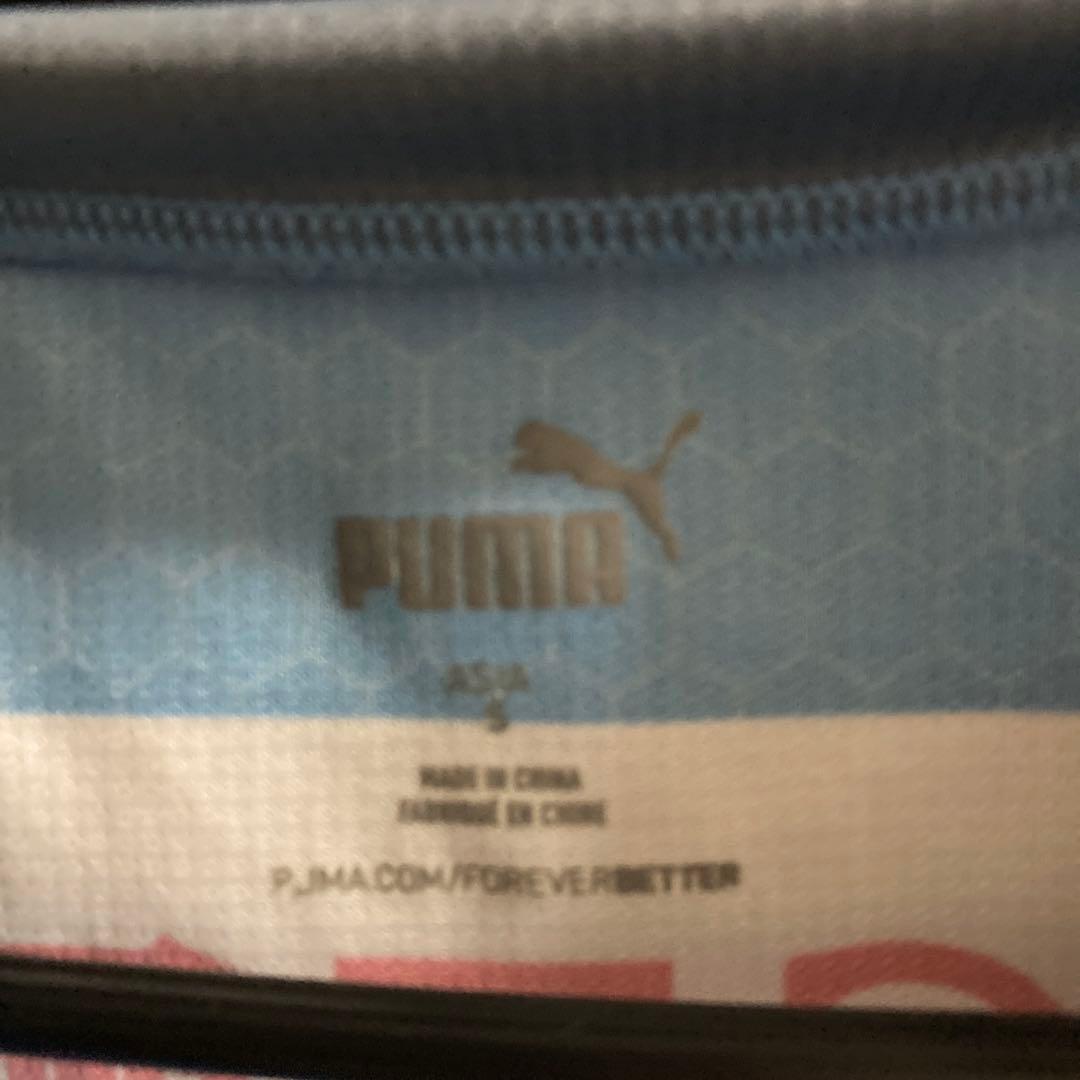 PUMA
ASIA
S
MADE IN CHINA
FABRIQUÉ EN CHINE
PUMA.COM/FOREVERBETTER